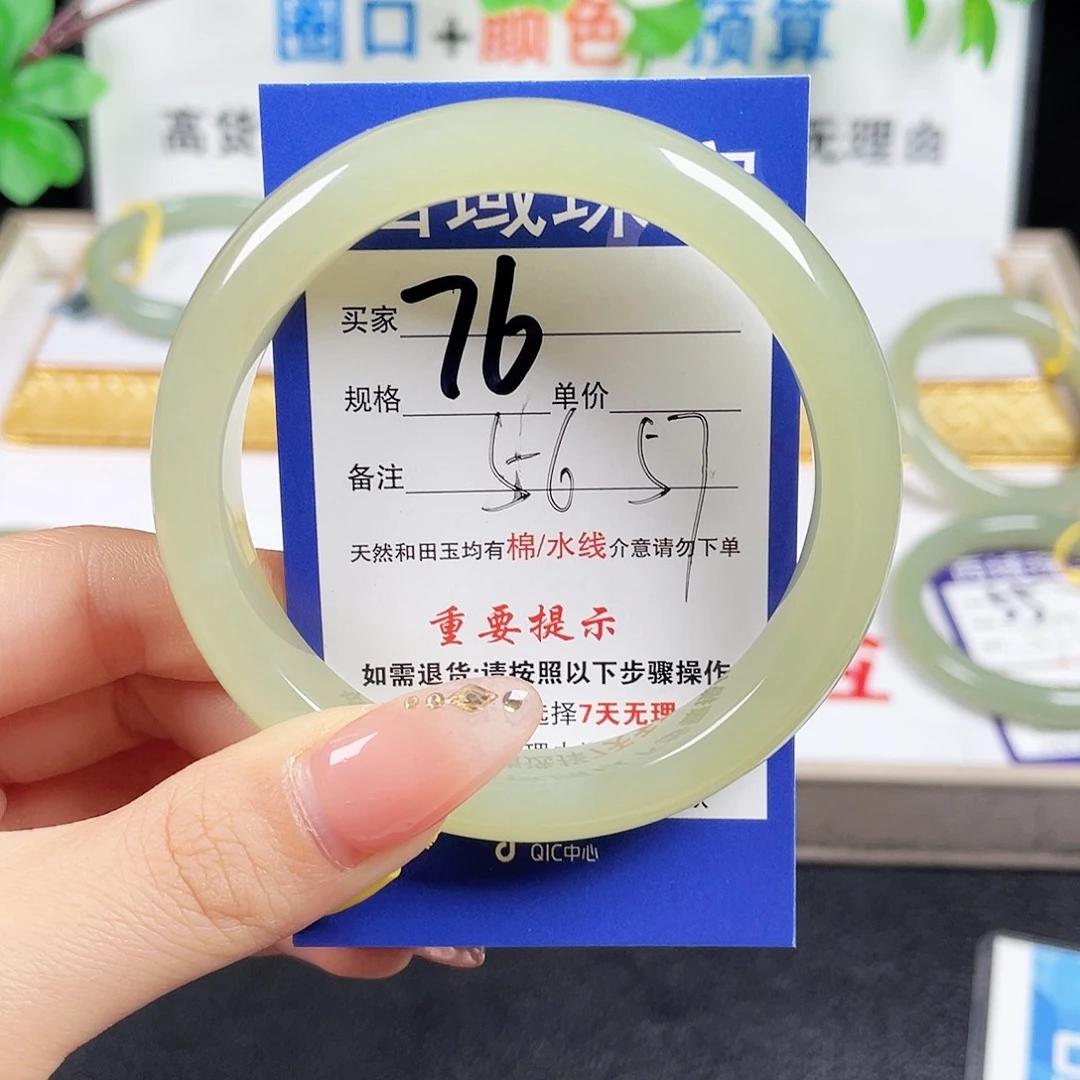 圈口+颜色 预算
高货 无理由
西域珠
买家 76
规格 单价
备注 56 57
天然和田玉均有棉/水线介意请勿下单
重要提示
如需退货:请按照以下步骤操作
选择7天无理
QIC中心